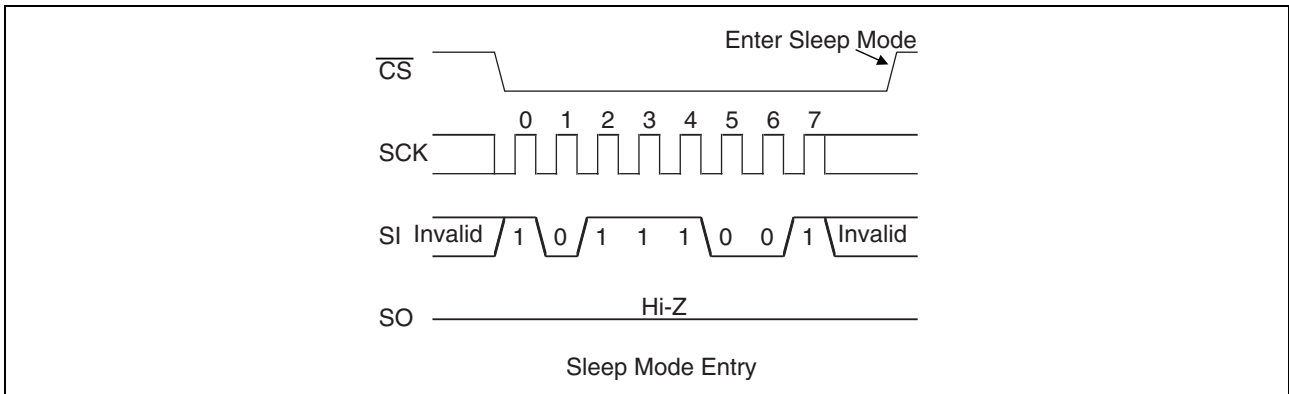 Enter Sleep Mode
CS
0 1 2 3 4 5 6 7
SCK
SI Invalid 1 0 1 1 1 0 0 1 Invalid
Hi-Z
SO
Sleep Mode Entry